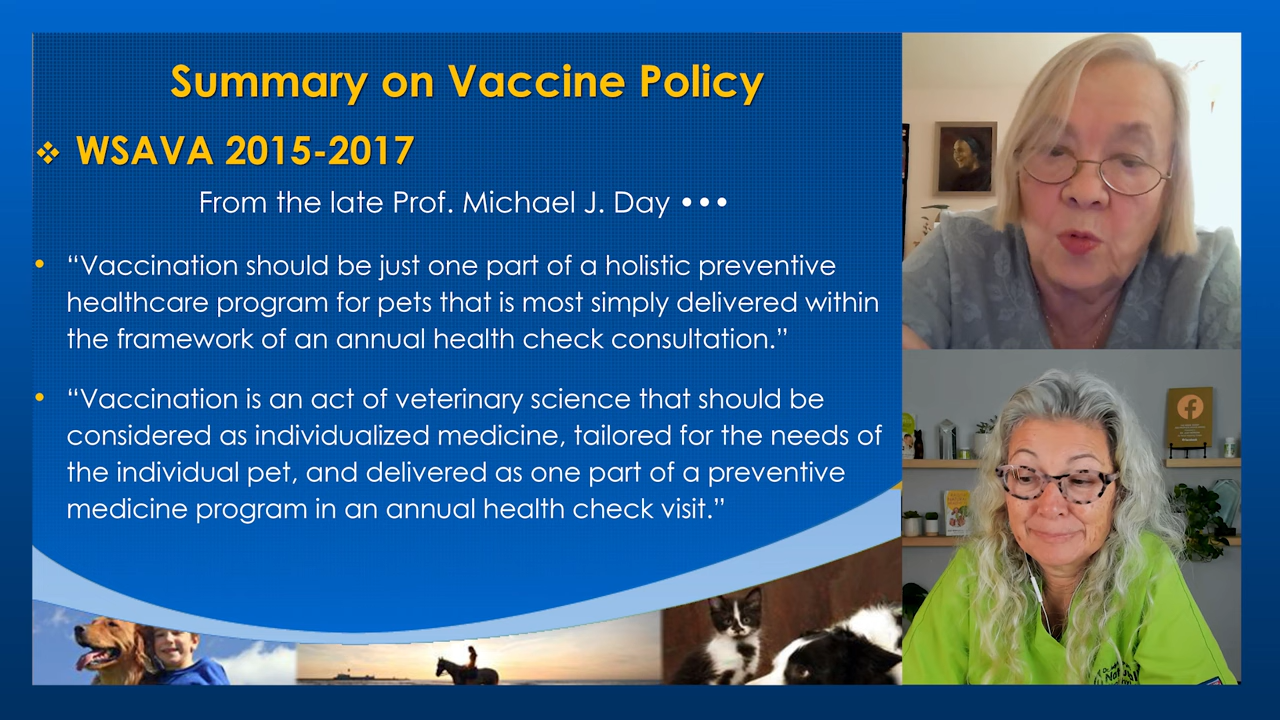 Summary on Vaccine Policy
❖ WSAVA 2015-2017
From the late Prof. Michael J. Day •••
• “Vaccination should be just one part of a holistic preventive
healthcare program for pets that is most simply delivered within
the framework of an annual health check consultation.”
• “Vaccination is an act of veterinary science that should be
considered as individualized medicine, tailored for the needs of
the individual pet, and delivered as one part of a preventive
medicine program in an annual health check visit.”